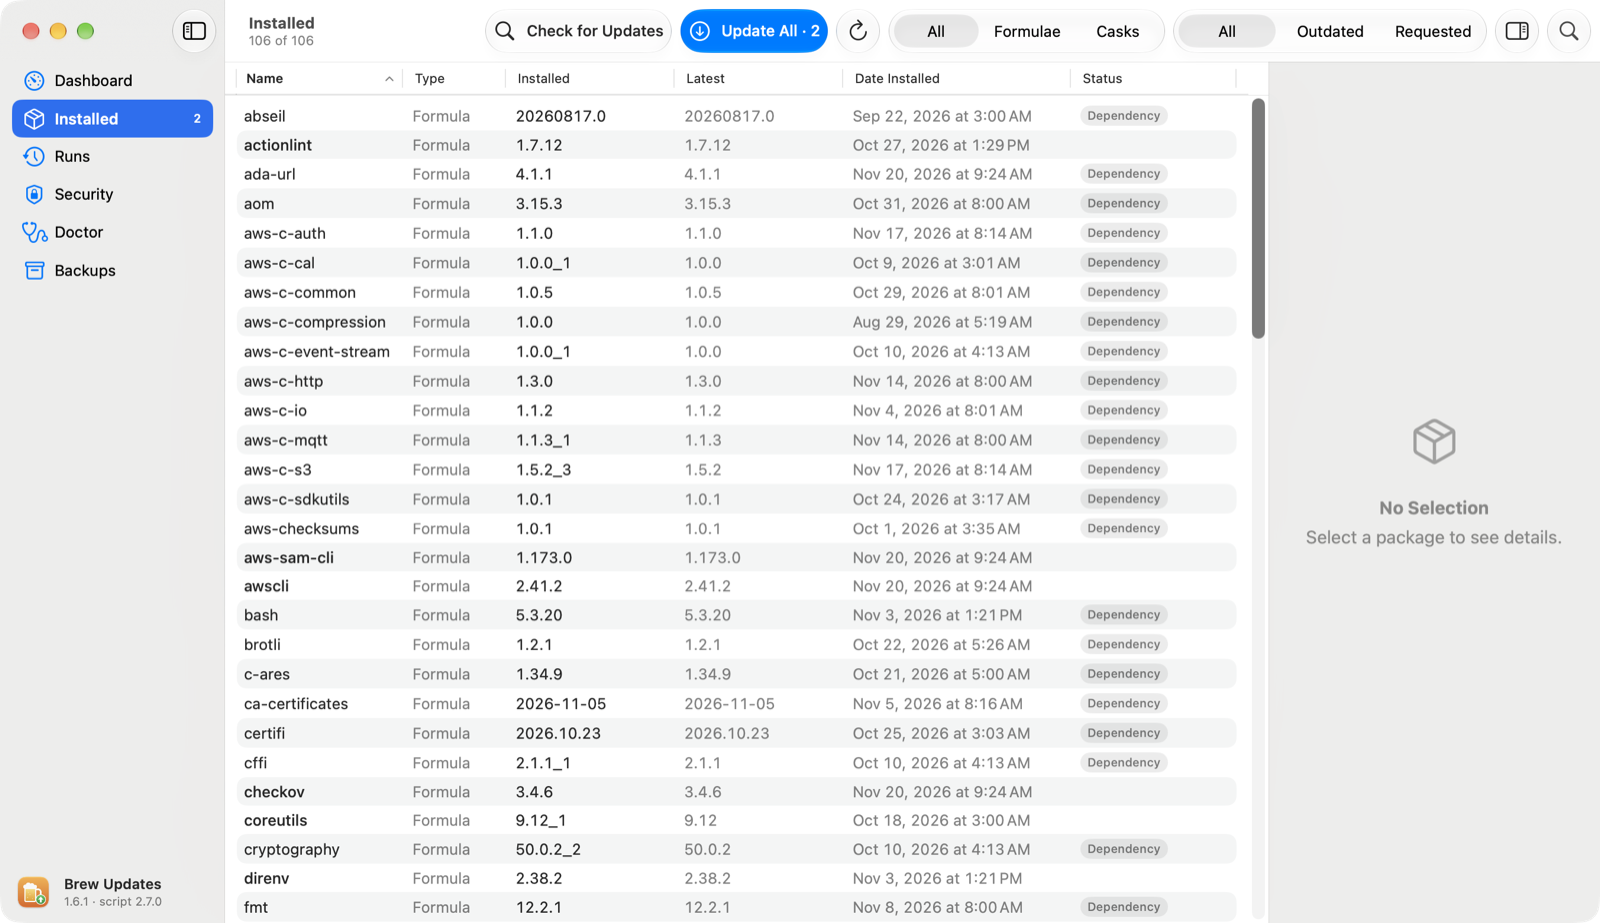 Installed
106 of 106
Check for Updates
Update All · 2
All Formulae Casks
All Outdated Requested
Dashboard
Installed 2
Runs
Security
Doctor
Backups
Brew Updates
1.6.1 · script 2.7.0
Name Type Installed Latest Date Installed Status
abseil Formula 20260817.0 20260817.0 Sep 22, 2026 at 3:00 AM Dependency
actionlint Formula 1.7.12 1.7.12 Oct 27, 2026 at 1:29 PM
ada-url Formula 4.1.1 4.1.1 Nov 20, 2026 at 9:24 AM Dependency
aom Formula 3.15.3 3.15.3 Oct 31, 2026 at 8:00 AM Dependency
aws-c-auth Formula 1.1.0 1.1.0 Nov 17, 2026 at 8:14 AM Dependency
aws-c-cal Formula 1.0.0_1 1.0.0 Oct 9, 2026 at 3:01 AM Dependency
aws-c-common Formula 1.0.5 1.0.5 Oct 29, 2026 at 8:01 AM Dependency
aws-c-compression Formula 1.0.0 1.0.0 Aug 29, 2026 at 5:19 AM Dependency
aws-c-event-stream Formula 1.0.0_1 1.0.0 Oct 10, 2026 at 4:13 AM Dependency
aws-c-http Formula 1.3.0 1.3.0 Nov 14, 2026 at 8:00 AM Dependency
aws-c-io Formula 1.1.2 1.1.2 Nov 4, 2026 at 8:01 AM Dependency
aws-c-mqtt Formula 1.1.3_1 1.1.3 Nov 14, 2026 at 8:00 AM Dependency
aws-c-s3 Formula 1.5.2_3 1.5.2 Nov 17, 2026 at 8:14 AM Dependency
aws-c-sdkutils Formula 1.0.1 1.0.1 Oct 24, 2026 at 3:17 AM Dependency
aws-checksums Formula 1.0.1 1.0.1 Oct 1, 2026 at 3:35 AM Dependency
aws-sam-cli Formula 1.173.0 1.173.0 Nov 20, 2026 at 9:24 AM
awscli Formula 2.41.2 2.41.2 Nov 20, 2026 at 9:24 AM
bash Formula 5.3.20 5.3.20 Nov 3, 2026 at 1:21 PM Dependency
brotli Formula 1.2.1 1.2.1 Oct 22, 2026 at 5:26 AM Dependency
c-ares Formula 1.34.9 1.34.9 Oct 21, 2026 at 5:00 AM Dependency
ca-certificates Formula 2026-11-05 2026-11-05 Nov 5, 2026 at 8:16 AM Dependency
certifi Formula 2026.10.23 2026.10.23 Oct 25, 2026 at 3:03 AM Dependency
cffi Formula 2.1.1_1 2.1.1 Oct 10, 2026 at 4:13 AM Dependency
checkov Formula 3.4.6 3.4.6 Nov 20, 2026 at 9:24 AM
coreutils Formula 9.12_1 9.12 Oct 18, 2026 at 3:00 AM
cryptography Formula 50.0.2_2 50.0.2 Oct 10, 2026 at 4:13 AM Dependency
direnv Formula 2.38.2 2.38.2 Nov 3, 2026 at 1:21 PM
fmt Formula 12.2.1 12.2.1 Nov 8, 2026 at 8:00 AM Dependency
No Selection
Select a package to see details.